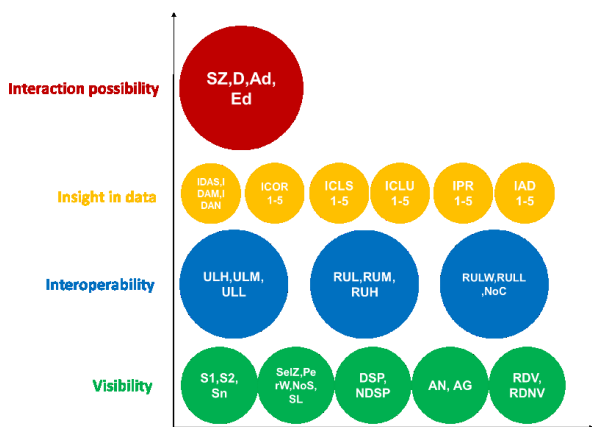 Interaction possibility
SZ,D,Ad,
Ed
Insight in data
IDAS,I
DAM,I
DAN
ICOR
1-5
ICLS
1-5
ICLU
1-5
IPR
1-5
IAD
1-5
Interoperability
ULH,ULM,
ULL
RUL,RUM,
RUH
RULW,RULL
,NoC
Visibility
S1,S2,
Sn
SelZ,Pe
rW,NoS,
SL
DSP,
NDSP
AN, AG
RDV,
RDNV